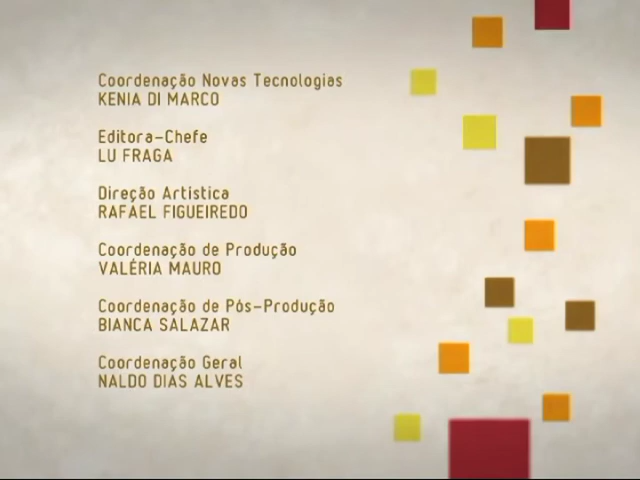 Coordenação Novas Tecnologias
KENIA DI MARCO
Editora-Chefe
LU FRAGA
Direção Artistica
RAFAEL FIGUEIREDO
Coordenação de Produção
VALÉRIA MAURO
Coordenação de Pós-Produção
BIANCA SALAZAR
Coordenação Geral
NALDO DIAS ALVES